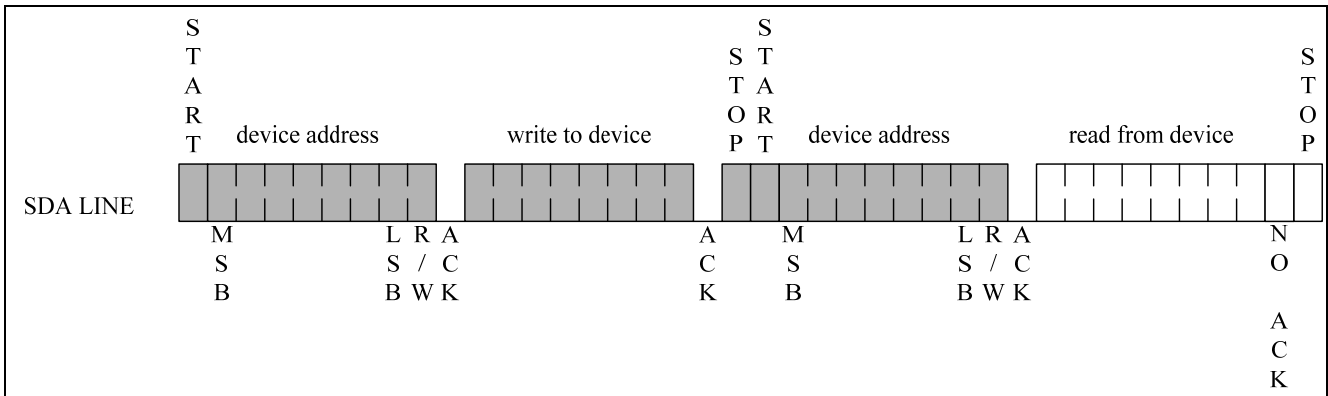 START
device address
write to device
STOP
START
device address
read from device
STOP
SDA LINE
MSB
LSB
R/W
ACK
ACK
MSB
LSB
R/W
ACK
NO ACK